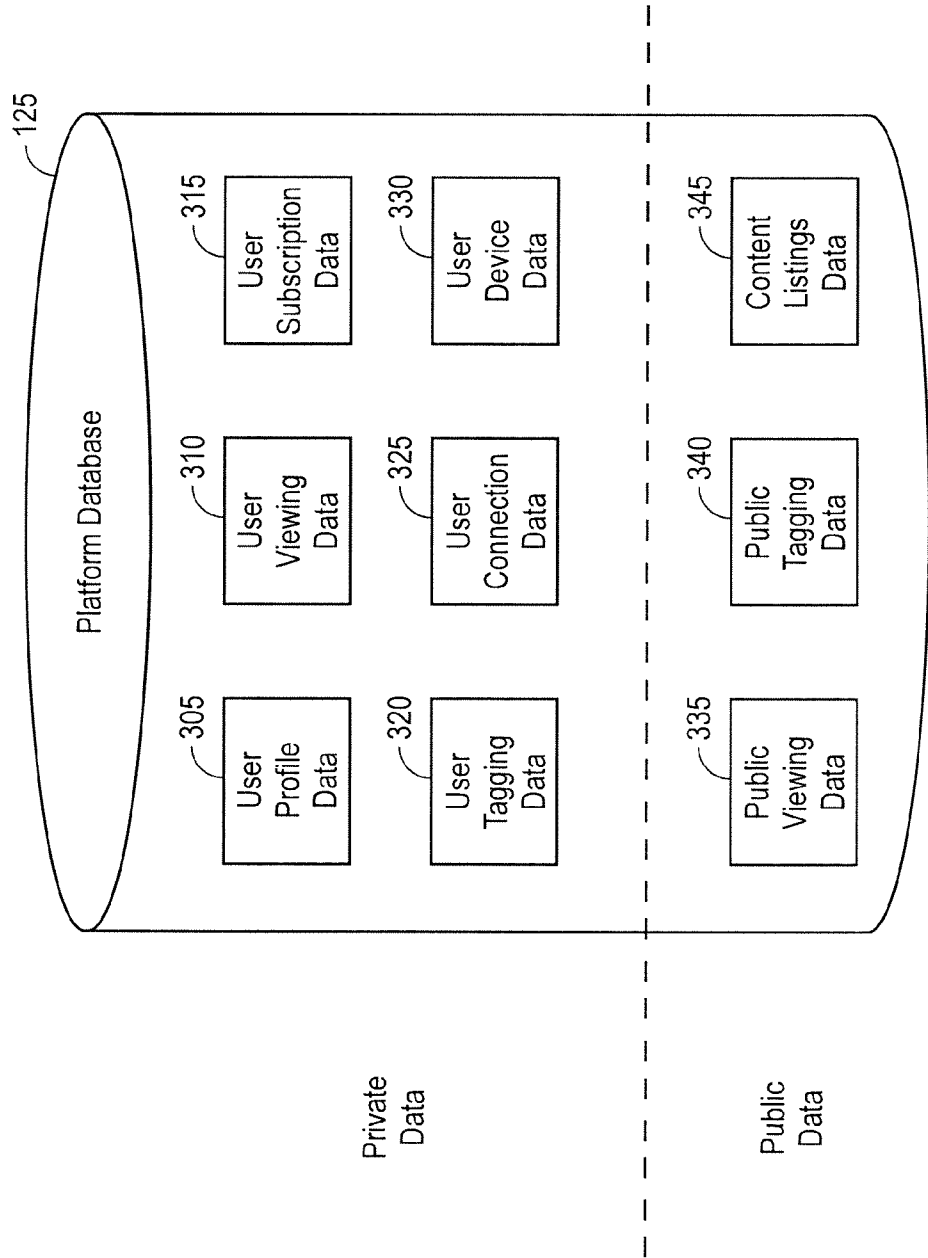 125
Platform Database
305
User
Profile
Data
310
User
Viewing
Data
315
User
Subscription
Data
320
User
Tagging
Data
325
User
Connection
Data
330
User
Device
Data
Private
Data
335
Public
Viewing
Data
340
Public
Tagging
Data
345
Content
Listings
Data
Public
Data